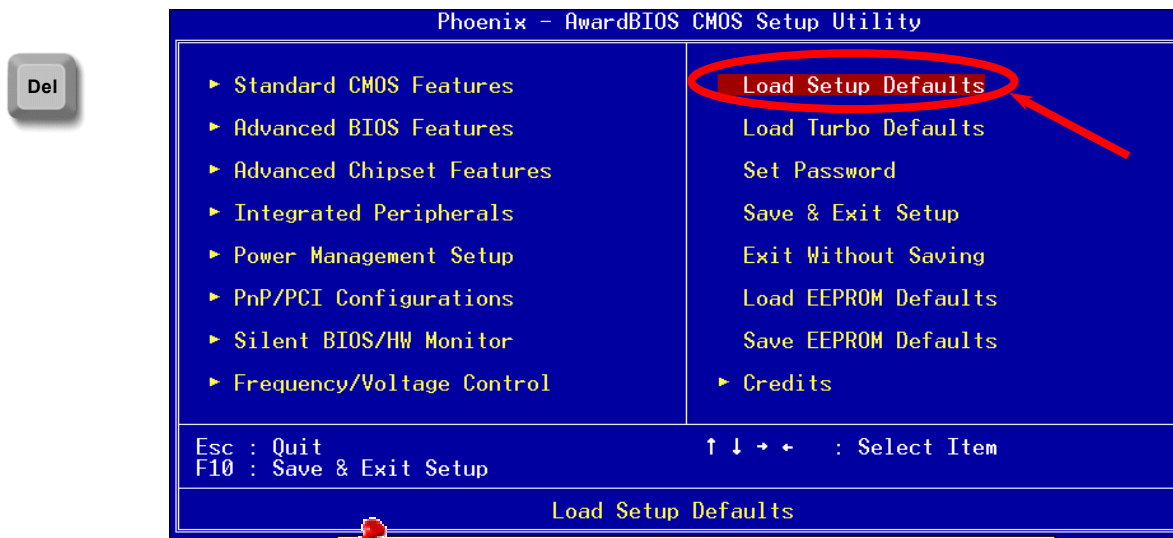 Phoenix - AwardBIOS CMOS Setup Utility
Del
► Standard CMOS Features
► Advanced BIOS Features
► Advanced Chipset Features
► Integrated Peripherals
► Power Management Setup
► PnP/PCI Configurations
► Silent BIOS/HW Monitor
► Frequency/Voltage Control
Load Setup Defaults
Load Turbo Defaults
Set Password
Save & Exit Setup
Exit Without Saving
Load EEPROM Defaults
Save EEPROM Defaults
► Credits
Esc : Quit
F10 : Save & Exit Setup
↑ ↓ → ← : Select Item
Load Setup Defaults